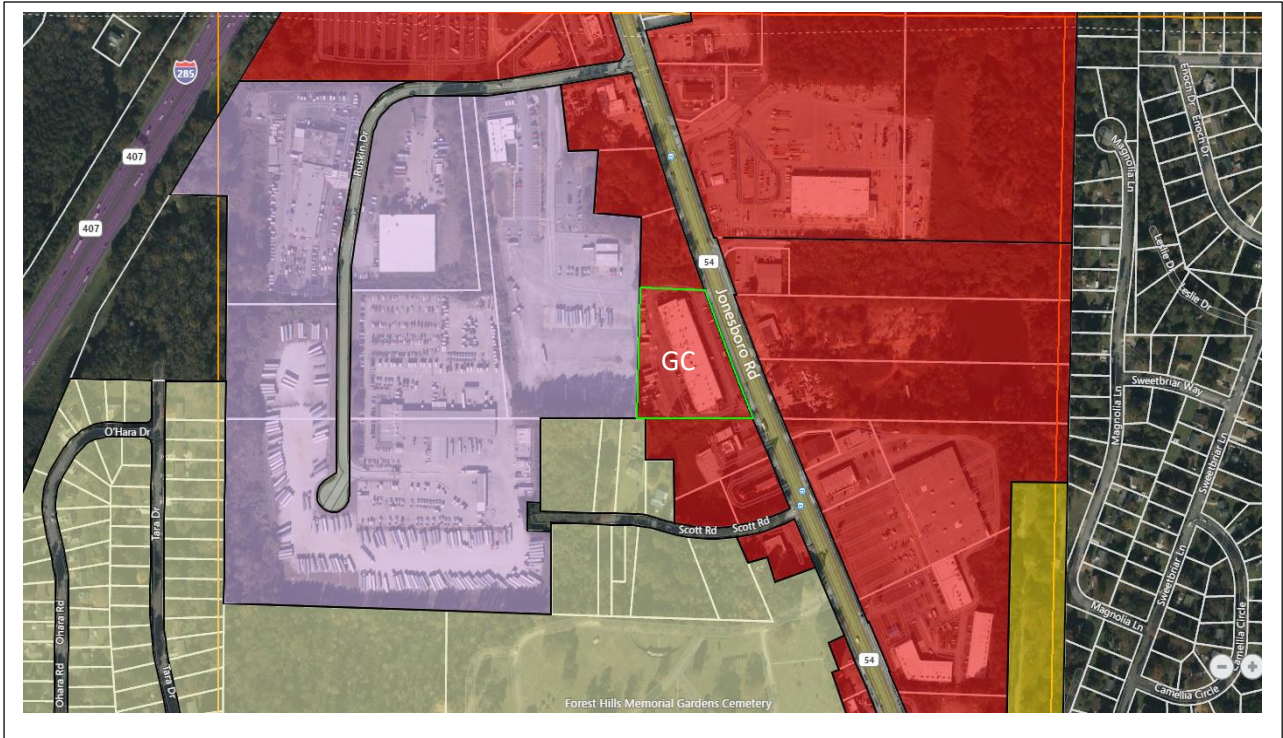 285
Enoch Dr
Enoch Dr
Ruskin Dr
Magnolia Ln
407
407
Leslie Dr
Leslie Dr
54
Jonesboro Rd
GC
Sweetbriar Way
Magnolia Ln
O'Hara Dr
Sweetbriar Ln
Tara Dr
Scott Rd
Scott Rd
Sweetbriar Ln
Ohara Rd
Magnolia Ln
Camellia Circle
54
Ohara Rd
Tara Dr
Camellia Circle
Forest Hills Memorial Gardens Cemetery